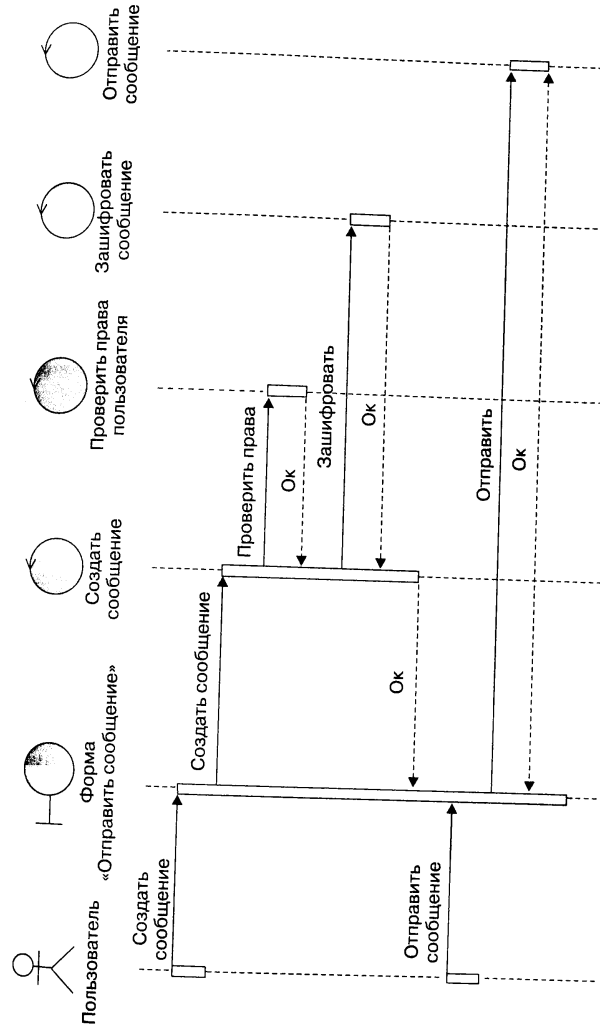 Пользователь
Форма
«Отправить сообщение»
Создать
сообщение
Проверить права
пользователя
Зашифровать
сообщение
Отправить
сообщение
Создать
сообщение
Создать сообщение
Проверить права
Ок
Зашифровать
Ок
Ок
Отправить
сообщение
Отправить
Ок